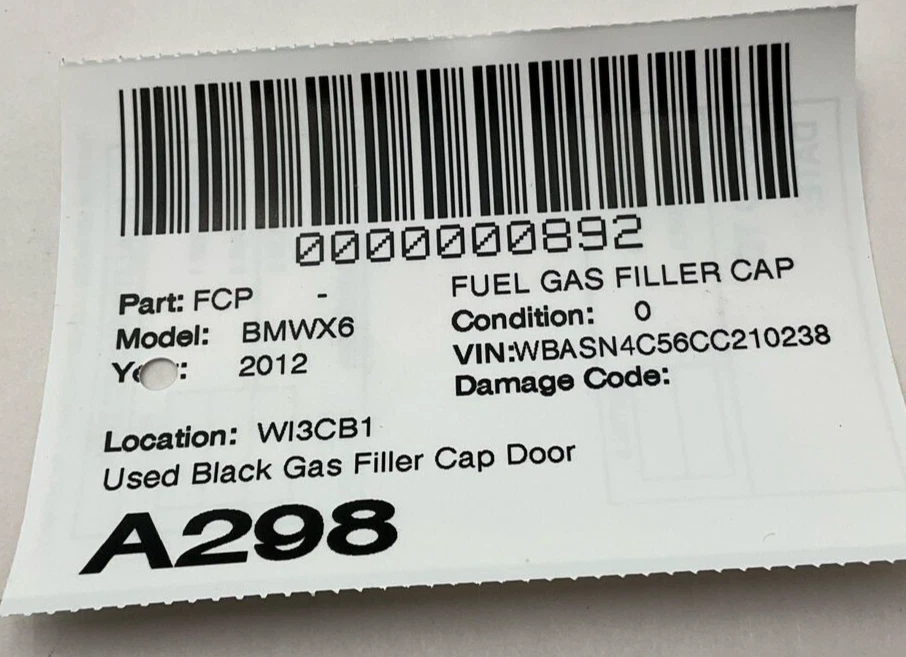 0000000892
Part: FCP - FUEL GAS FILLER CAP
Model: BMWX6 Condition: 0
2012 VIN:WBASN4C56CC210238
Damage Code:
Location: WI3CB1
Used Black Gas Filler Cap Door
A298